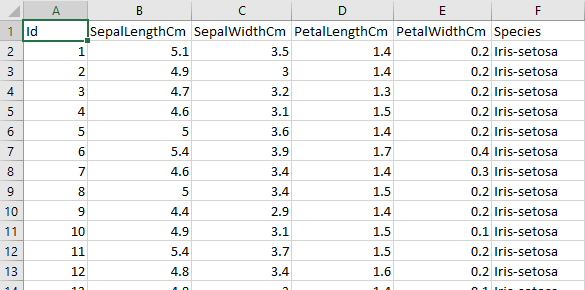 A B C D E F
1 Id SepalLengthCm SepalWidthCm PetalLengthCm PetalWidthCm Species
2 1 5.1 3.5 1.4 0.2 Iris-setosa
3 2 4.9 3 1.4 0.2 Iris-setosa
4 3 4.7 3.2 1.3 0.2 Iris-setosa
5 4 4.6 3.1 1.5 0.2 Iris-setosa
6 5 5 3.6 1.4 0.2 Iris-setosa
7 6 5.4 3.9 1.7 0.4 Iris-setosa
8 7 4.6 3.4 1.4 0.3 Iris-setosa
9 8 5 3.4 1.5 0.2 Iris-setosa
10 9 4.4 2.9 1.4 0.2 Iris-setosa
11 10 4.9 3.1 1.5 0.1 Iris-setosa
12 11 5.4 3.7 1.5 0.2 Iris-setosa
13 12 4.8 3.4 1.6 0.2 Iris-setosa